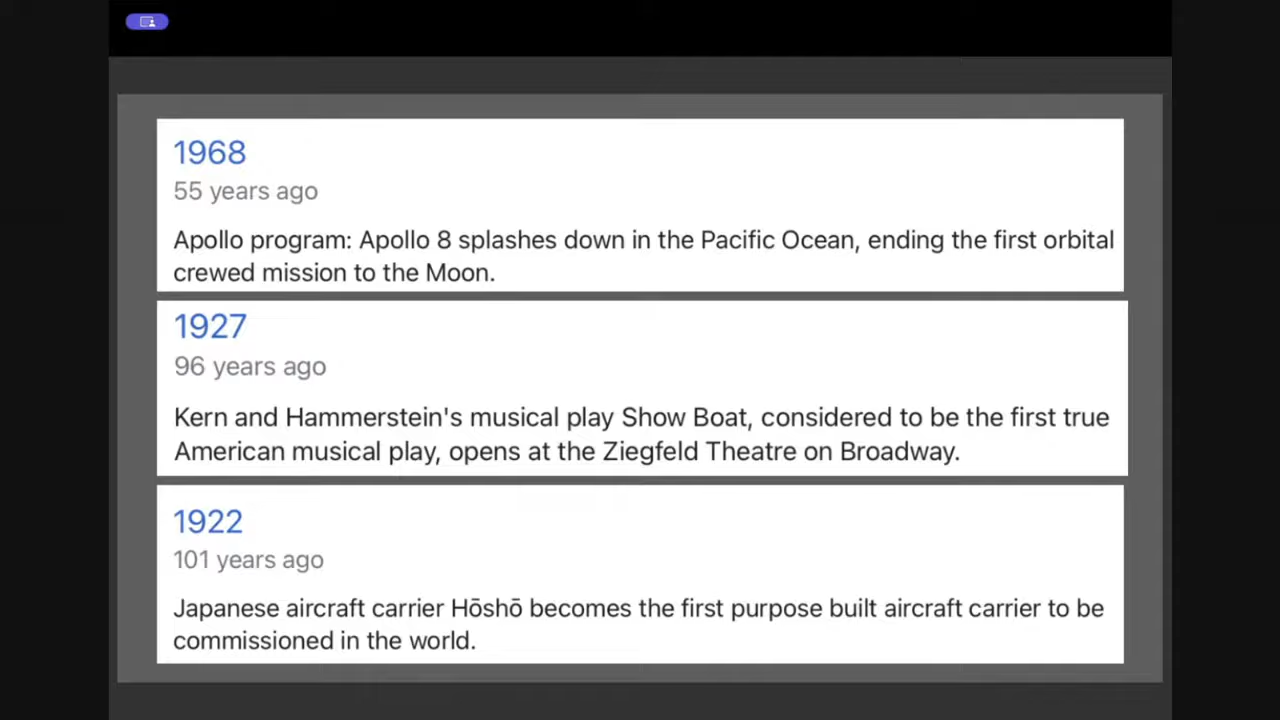 1968
55 years ago
Apollo program: Apollo 8 splashes down in the Pacific Ocean, ending the first orbital
crewed mission to the Moon.
1927
96 years ago
Kern and Hammerstein's musical play Show Boat, considered to be the first true
American musical play, opens at the Ziegfeld Theatre on Broadway.
1922
101 years ago
Japanese aircraft carrier Hōshō becomes the first purpose built aircraft carrier to be
commissioned in the world.